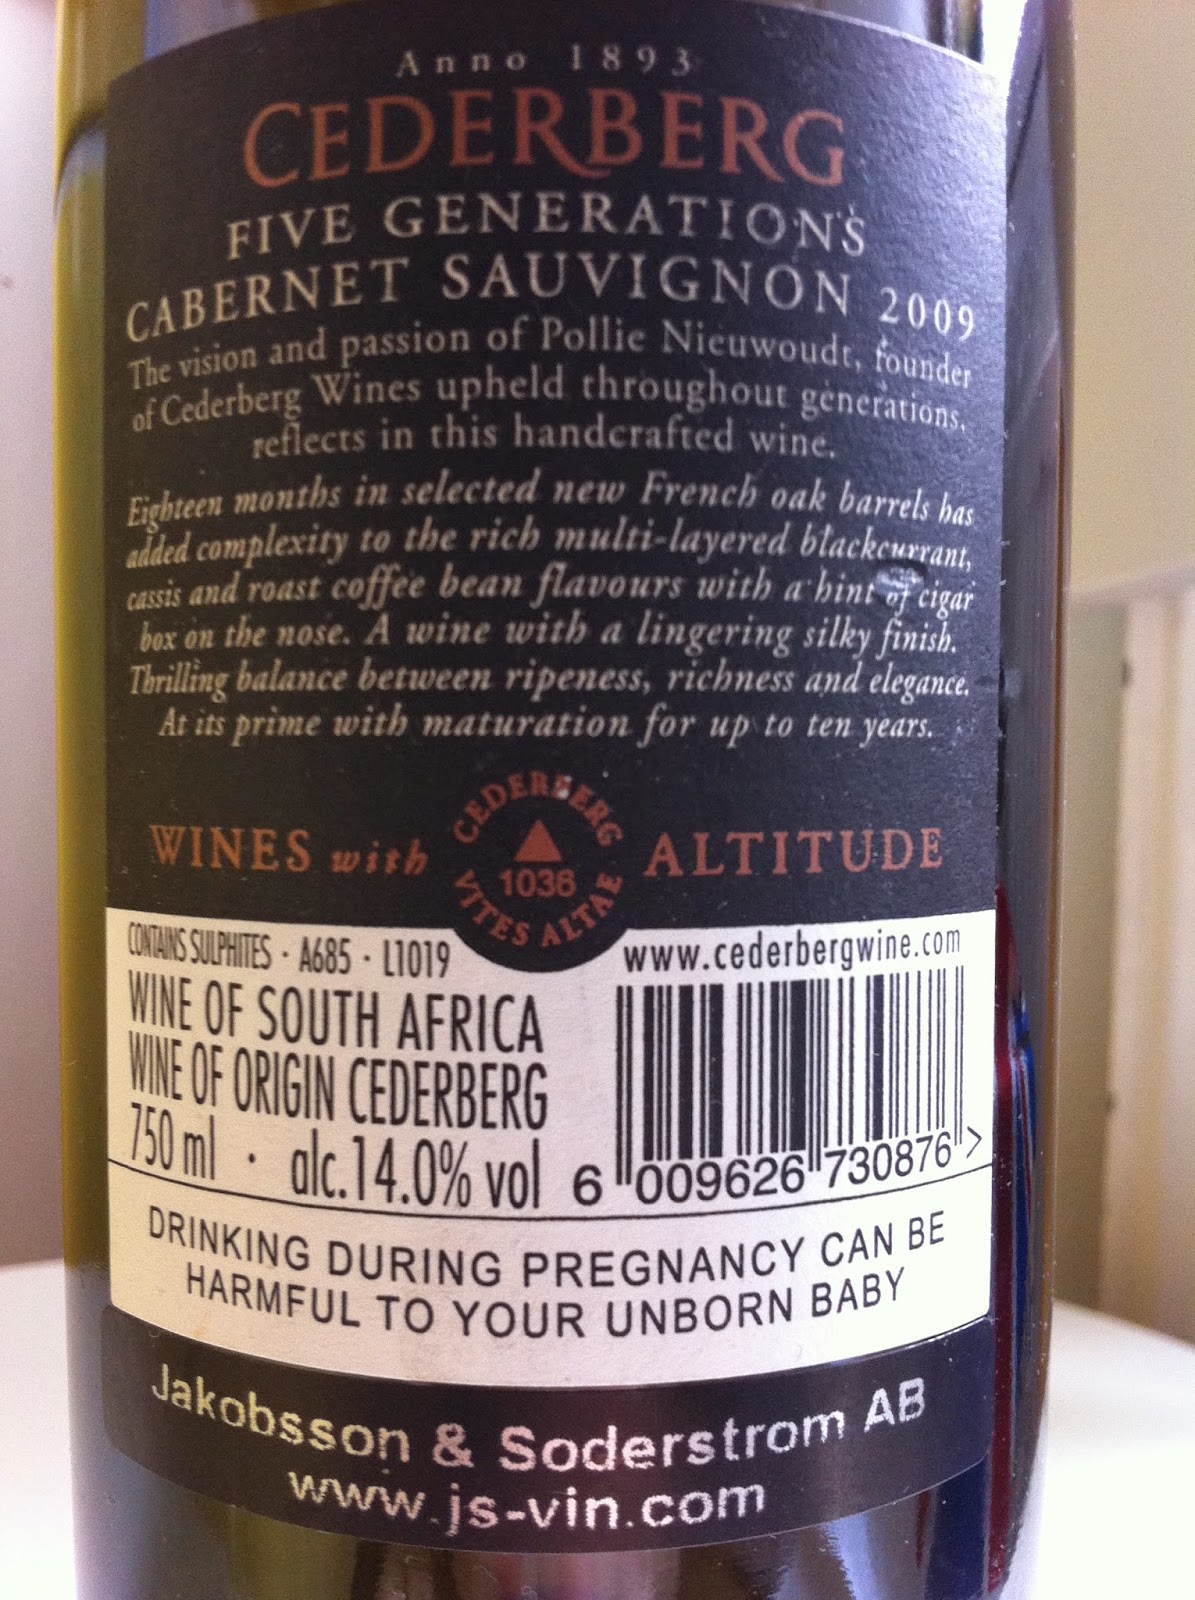 Anno 1893
CEDERBERG
FIVE GENERATIONS
CABERNET SAUVIGNON 2009
The vision and passion of Pollie Nieuwoudt, founder
of Cederberg Wines upheld throughout generations,
reflects in this handcrafted wine.
Eighteen months in selected new French oak barrels has
added complexity to the rich multi-layered blackcurrant,
cassis and roast coffee bean flavours with a hint of cigar
box on the nose. A wine with a lingering silky finish.
Thrilling balance between ripeness, richness and elegance.
At its prime with maturation for up to ten years.
WINES with ALTITUDE
CEDERBERG
1036
VITES ALTAE
CONTAINS SULPHITES · A685 · L1019
WINE OF SOUTH AFRICA
WINE OF ORIGIN CEDERBERG
750 ml · alc.14.0% vol
www.cederbergwine.com
6 009626 730876 >
DRINKING DURING PREGNANCY CAN BE
HARMFUL TO YOUR UNBORN BABY
Jakobsson & Soderstrom AB
www.js-vin.com